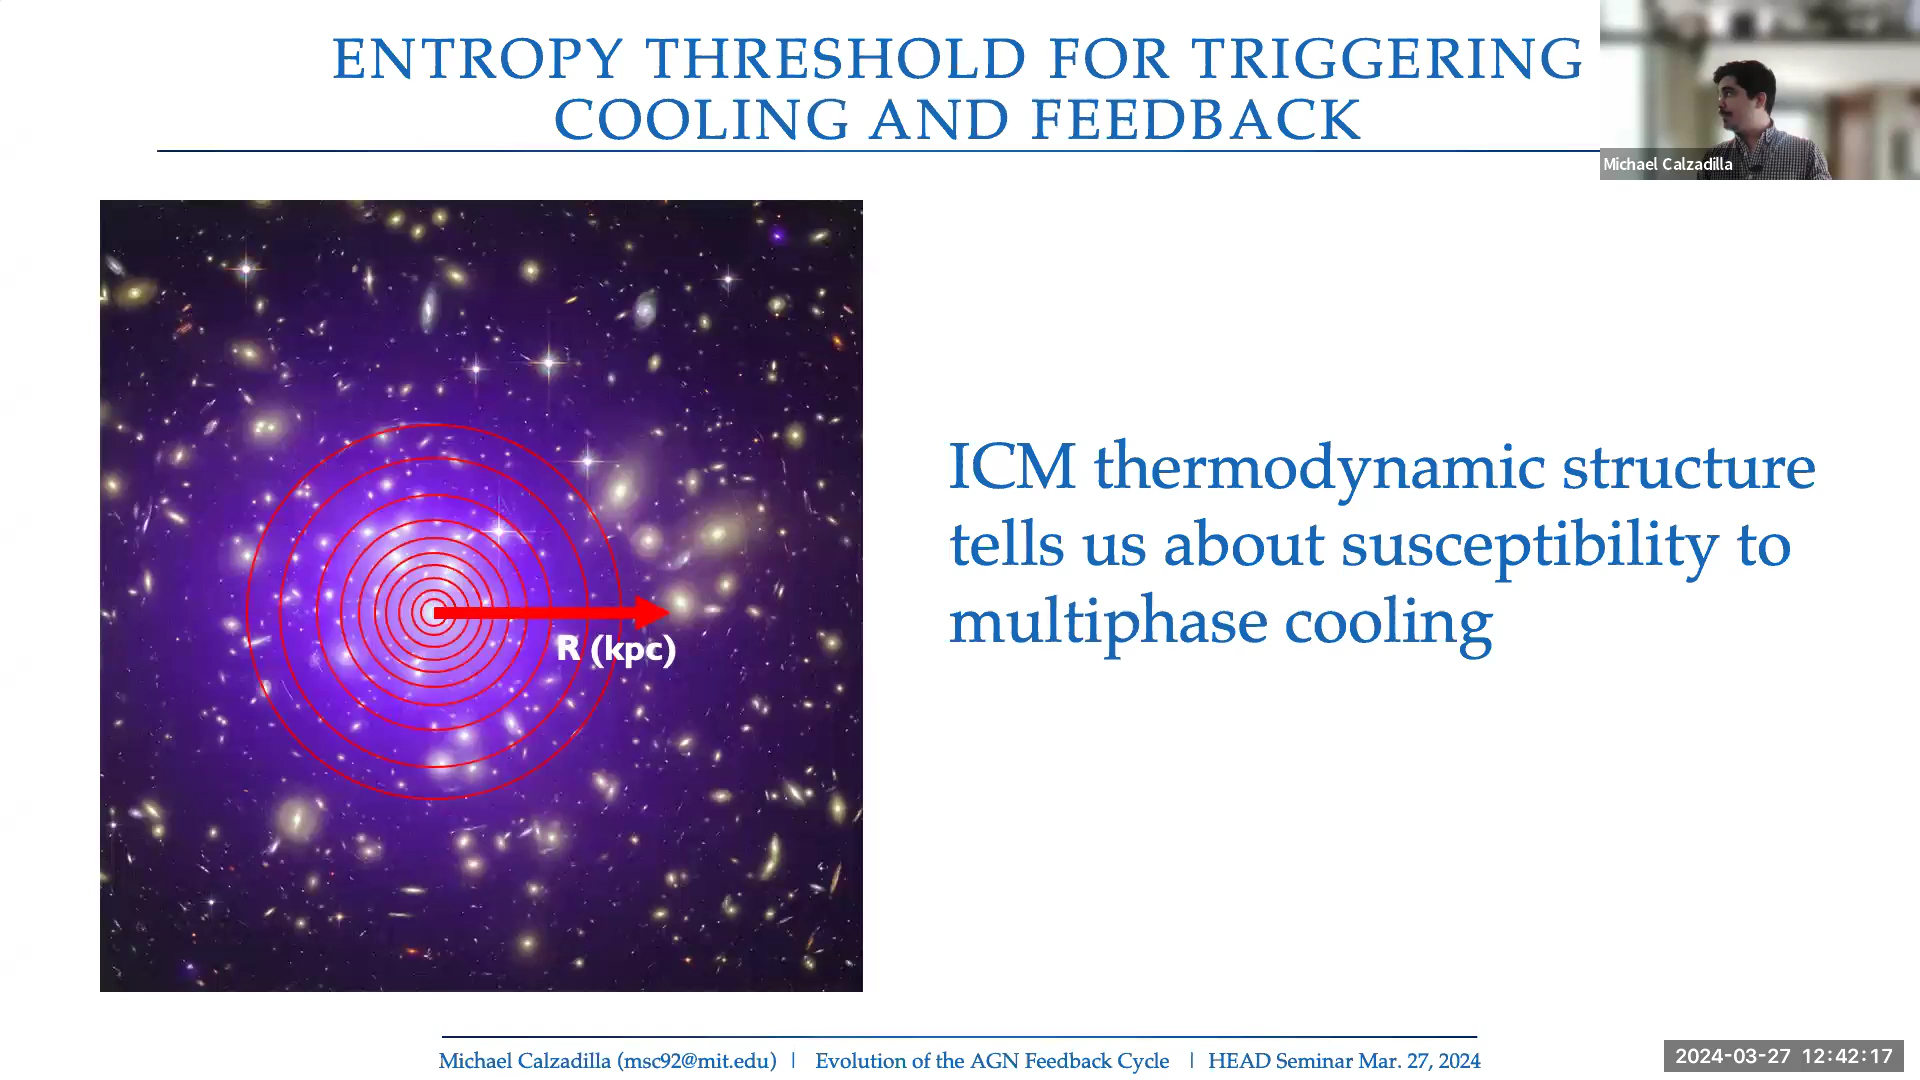 ENTROPY THRESHOLD FOR TRIGGERING
COOLING AND FEEDBACK
Michael Calzadilla
R (kpc)
ICM thermodynamic structure
tells us about susceptibility to
multiphase cooling
Michael Calzadilla (msc92@mit.edu) | Evolution of the AGN Feedback Cycle | HEAD Seminar Mar. 27, 2024
2024-03-27 12:42:17